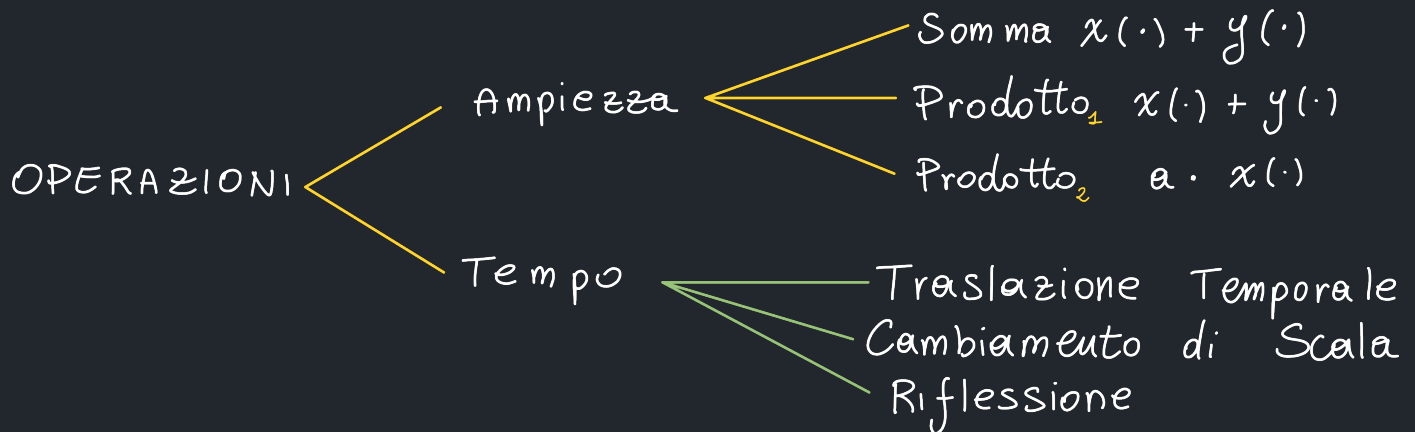 Somma x(·) + y(·)
Ampiezza
Prodotto₁ x(·) + y(·)
OPERAZIONI
Prodotto₂ a · x(·)
Tempo
Traslazione Temporale
Cambiamento di Scala
Riflessione